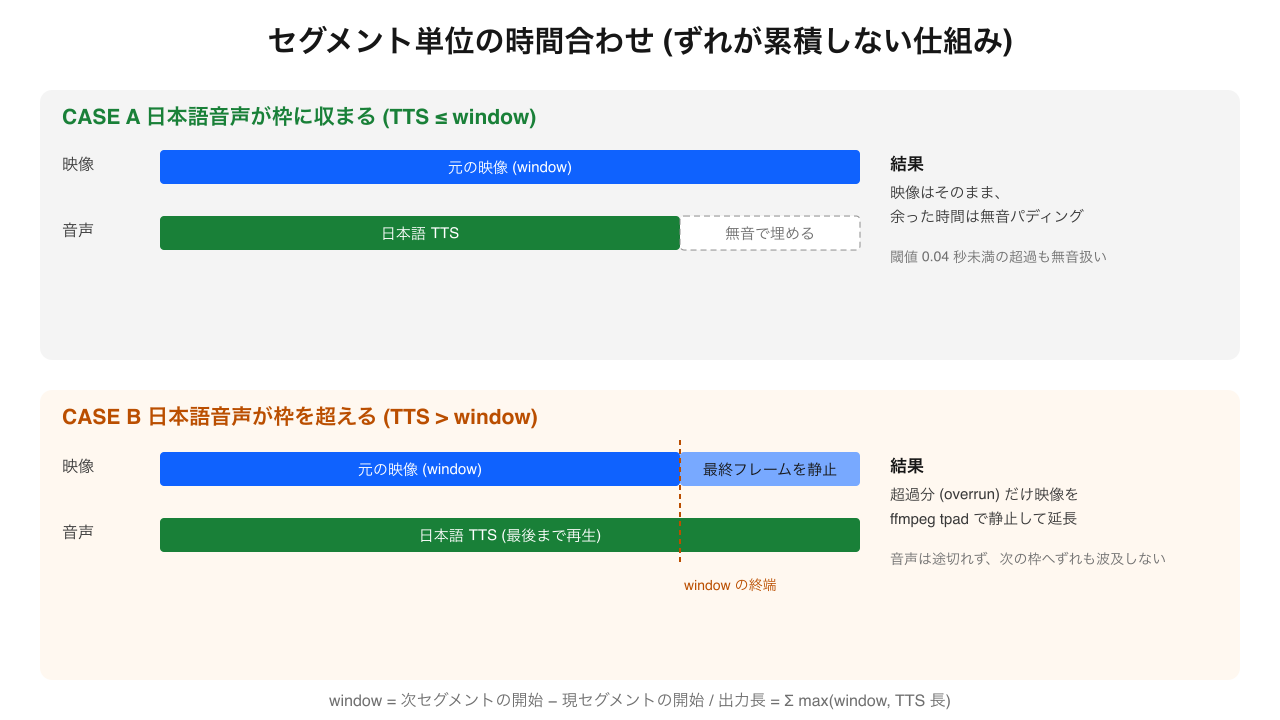 セグメント単位の時間合わせ (ずれが累積しない仕組み)
CASE A 日本語音声が枠に収まる (TTS ≤ window)
映像
元の映像 (window)
音声
日本語 TTS
無音で埋める
結果
映像はそのまま、
余った時間は無音パディング
閾値 0.04 秒未満の超過も無音扱い
CASE B 日本語音声が枠を超える (TTS > window)
映像
元の映像 (window)
最終フレームを静止
音声
日本語 TTS (最後まで再生)
window の終端
結果
超過分 (overrun) だけ映像を
ffmpeg tpad で静止して延長
音声は途切れず、次の枠へずれも波及しない
window = 次セグメントの開始 − 現セグメントの開始 / 出力長 = Σ max(window, TTS 長)